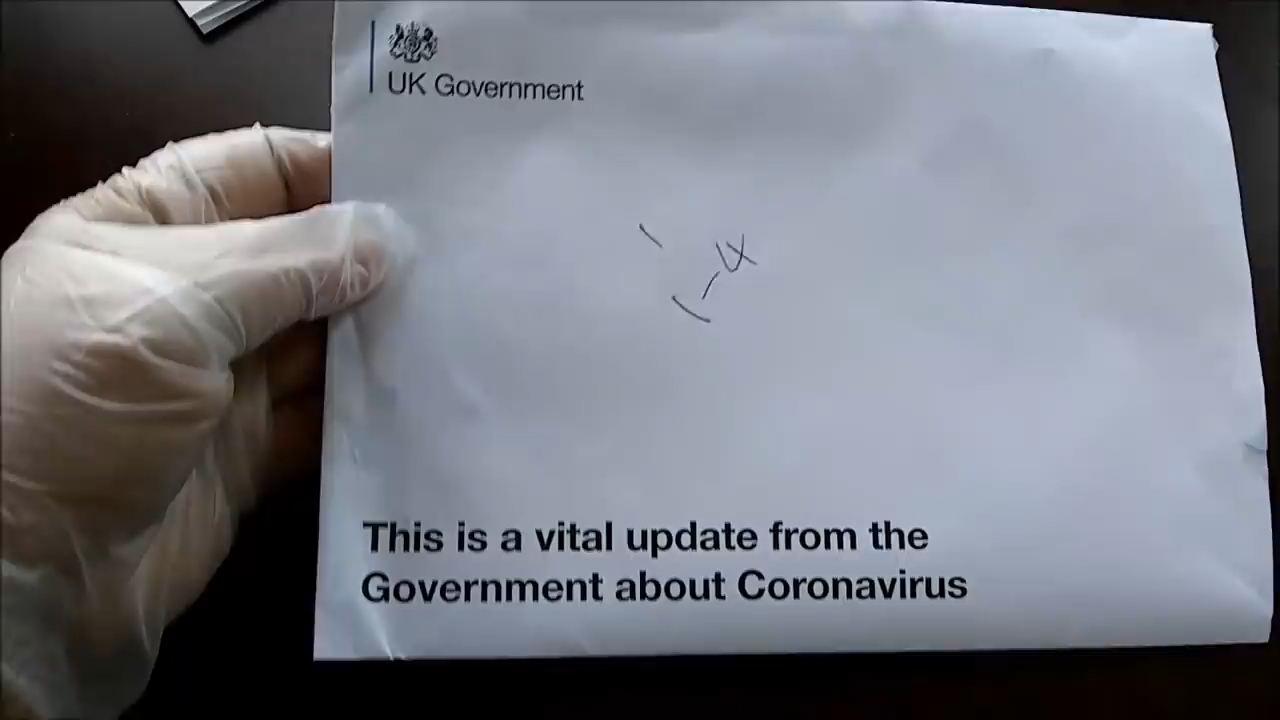 UK Government
This is a vital update from the
Government about Coronavirus